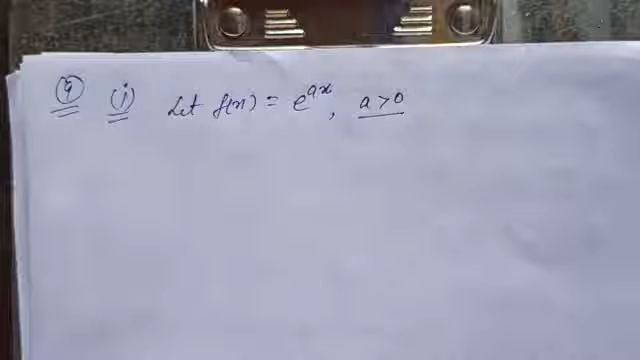 ④ (i) Let f(x) = e^{ax}, a>0